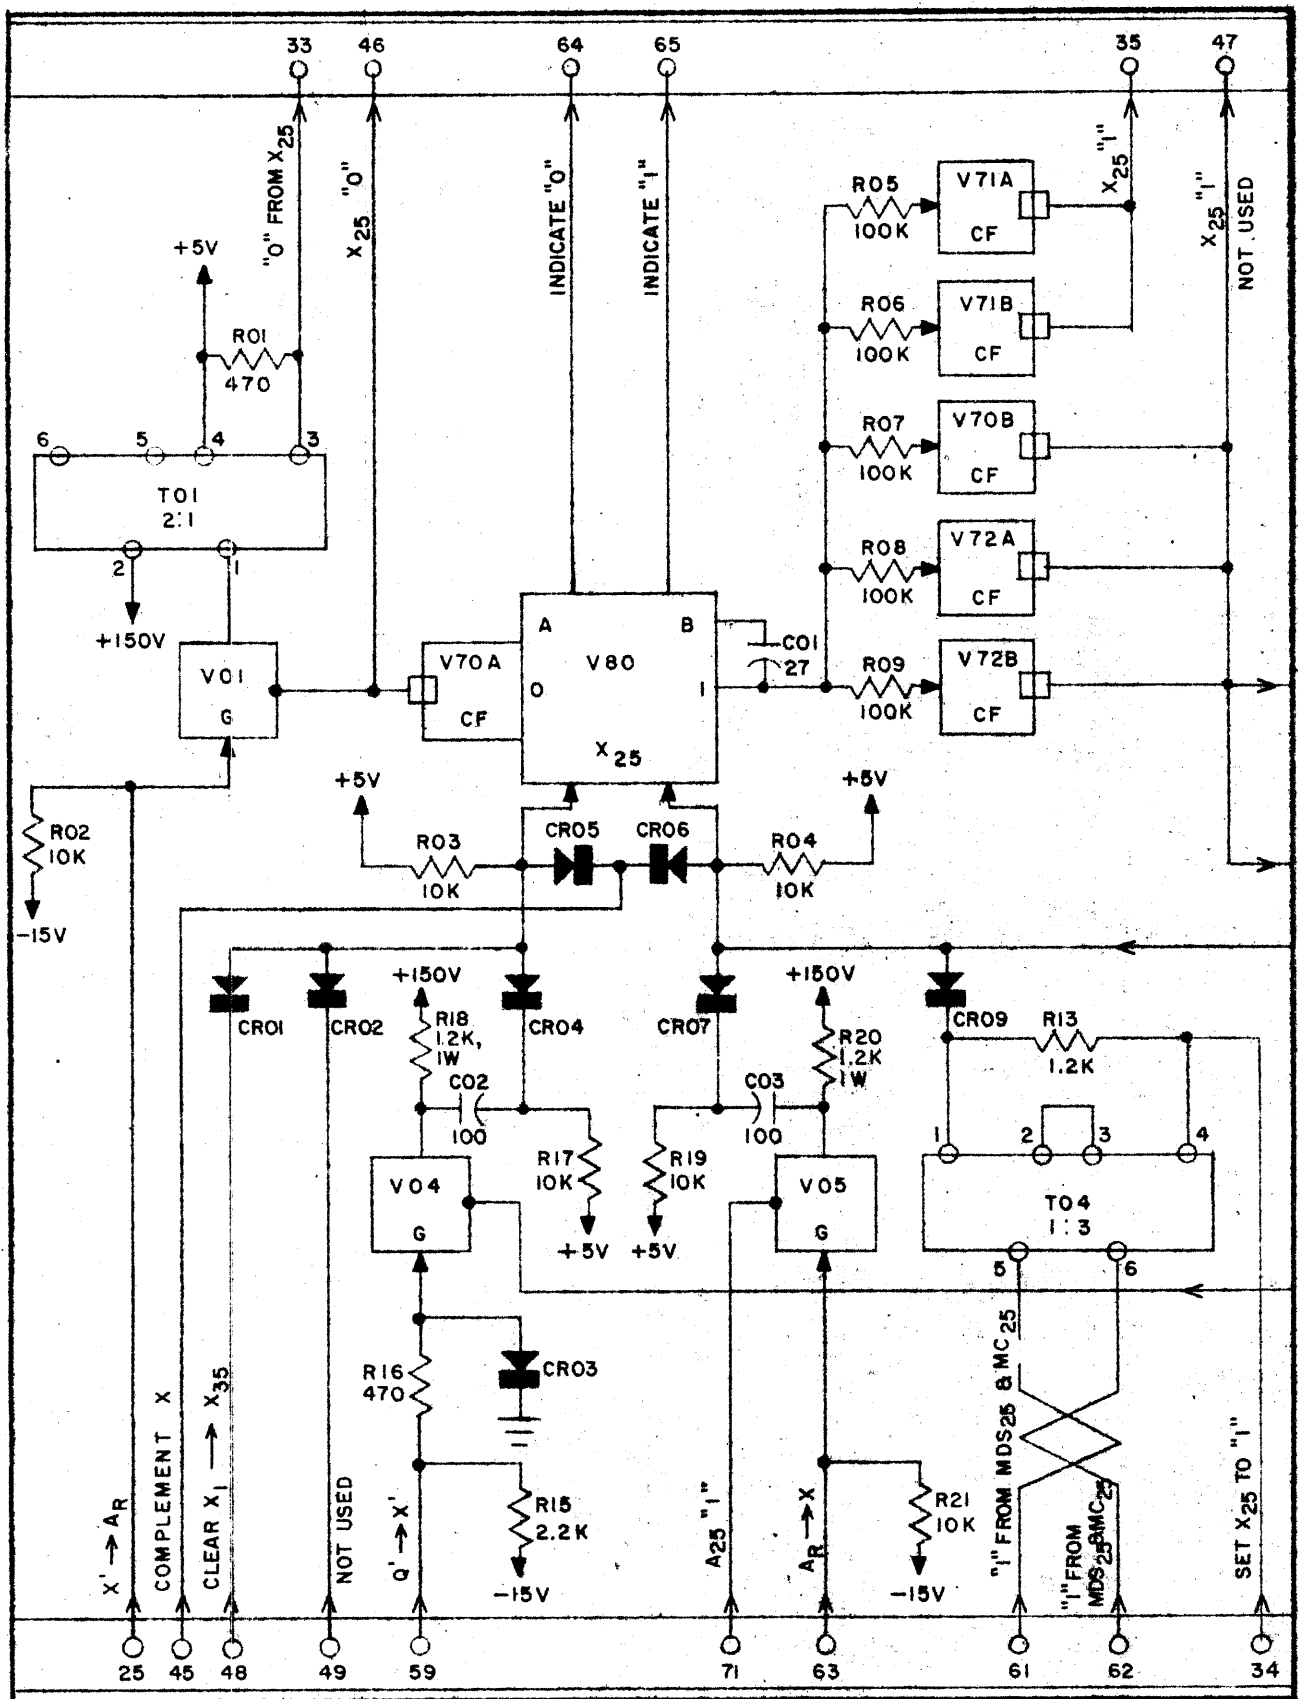 33
46
64
65
35
47
"0" FROM X25
X25 "0"
INDICATE "0"
INDICATE "1"
X25 "1"
X25 "1"
NOT USED
R05
100K
V71A
CF
+5V
R06
100K
V71B
CF
R01
470
R07
100K
V70B
CF
6
5
4
3
T01
2:1
2
1
+150V
R08
100K
V72A
CF
A
B
V80
0
1
X25
C01
27
V70A
CF
V01
G
R09
100K
V72B
CF
+5V
+5V
R02
10K
-15V
R03
10K
CR05
CR06
R04
10K
CR01
CR02
+150V
R18
1.2K,
1W
CR04
CR07
+150V
R20
1.2K
1W
CR09
R13
1.2K
C02
100
C03
100
R17
10K
+5V
R19
10K
+5V
V04
G
V05
G
1
2
3
4
T04
1:3
5
6
R16
470
CR03
R15
2.2K
-15V
R21
10K
-15V
X' → AR
COMPLEMENT X
CLEAR X1 → X35
NOT USED
Q' → X'
A25 "1"
AR → X
"1" FROM MDS25 & MC25
"1" FROM
MDS25 & MC25
SET X25 TO "1"
25
45
48
49
59
71
63
61
62
34